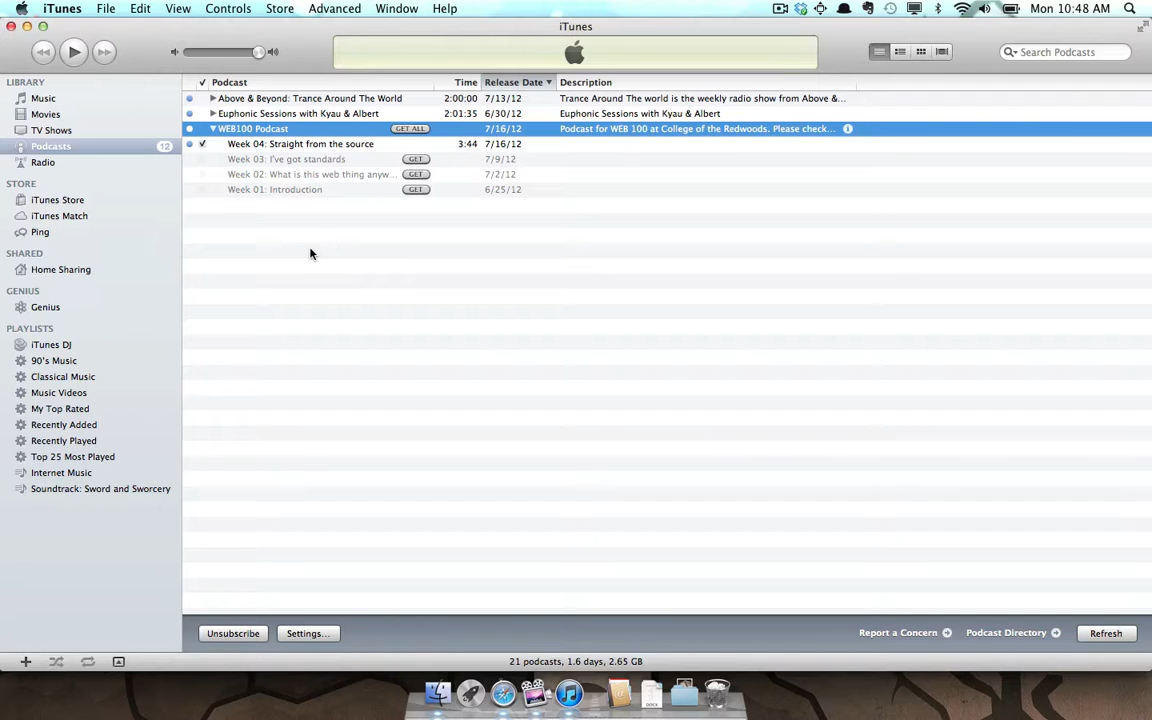 iTunes File Edit View Controls Store Advanced Window Help Mon 10:48 AM
iTunes
Search Podcasts
LIBRARY
Music
Movies
TV Shows
Podcasts 12
Radio
STORE
iTunes Store
iTunes Match
Ping
SHARED
Home Sharing
GENIUS
Genius
PLAYLISTS
iTunes DJ
90's Music
Classical Music
Music Videos
My Top Rated
Recently Added
Recently Played
Top 25 Most Played
Internet Music
Soundtrack: Sword and Sworcery
✓ Podcast Time Release Date Description
Above & Beyond: Trance Around The World 2:00:00 7/13/12 Trance Around The world is the weekly radio show from Above &...
Euphonic Sessions with Kyau & Albert 2:01:35 6/30/12 Euphonic Sessions with Kyau & Albert
WEB100 Podcast GET ALL 7/16/12 Podcast for WEB 100 at College of the Redwoods. Please check...
✓ Week 04: Straight from the source 3:44 7/16/12
Week 03: I've got standards GET 7/9/12
Week 02: What is this web thing anyw... GET 7/2/12
Week 01: Introduction GET 6/25/12
Unsubscribe Settings... Report a Concern Podcast Directory Refresh
21 podcasts, 1.6 days, 2.65 GB
DOCX